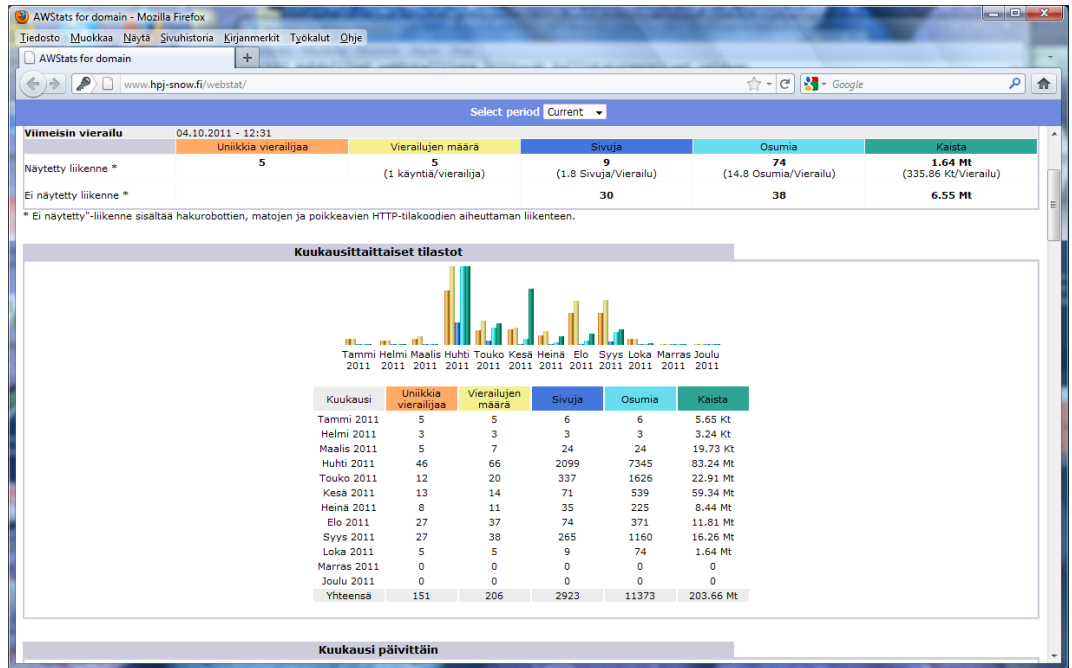 AWStats for domain - Mozilla Firefox
Tiedosto Muokkaa Näytä Sivuhistoria Kirjanmerkit Työkalut Ohje
AWStats for domain
www.hpj-snow.fi/webstat/ Google
Select period Current
Viimeisin vierailu 04.10.2011 - 12:31
Uniikkia vierailijaa Vierailujen määrä Sivuja Osumia Kaista
Näytetty liikenne * 5 5 9 74 1.64 Mt
(1 käyntiä/vierailija) (1.8 Sivuja/Vierailu) (14.8 Osumia/Vierailu) (335.86 Kt/Vierailu)
Ei näytetty liikenne * 30 38 6.55 Mt
* Ei näytetty"-liikenne sisältää hakurobottien, matojen ja poikkeavien HTTP-tilakoodien aiheuttaman liikenteen.
Kuukausittaittaiset tilastot
Tammi Helmi Maalis Huhti Touko Kesä Heinä Elo Syys Loka Marras Joulu
2011 2011 2011 2011 2011 2011 2011 2011 2011 2011 2011 2011
Kuukausi Uniikkia vierailijaa Vierailujen määrä Sivuja Osumia Kaista
Tammi 2011 5 5 6 6 5.65 Kt
Helmi 2011 3 3 3 3 3.24 Kt
Maalis 2011 5 7 24 24 19.73 Kt
Huhti 2011 46 66 2099 7345 83.24 Mt
Touko 2011 12 20 337 1626 22.91 Mt
Kesä 2011 13 14 71 539 59.34 Mt
Heinä 2011 8 11 35 225 8.44 Mt
Elo 2011 27 37 74 371 11.81 Mt
Syys 2011 27 38 265 1160 16.26 Mt
Loka 2011 5 5 9 74 1.64 Mt
Marras 2011 0 0 0 0 0
Joulu 2011 0 0 0 0 0
Yhteensä 151 206 2923 11373 203.66 Mt
Kuukausi päivittäin